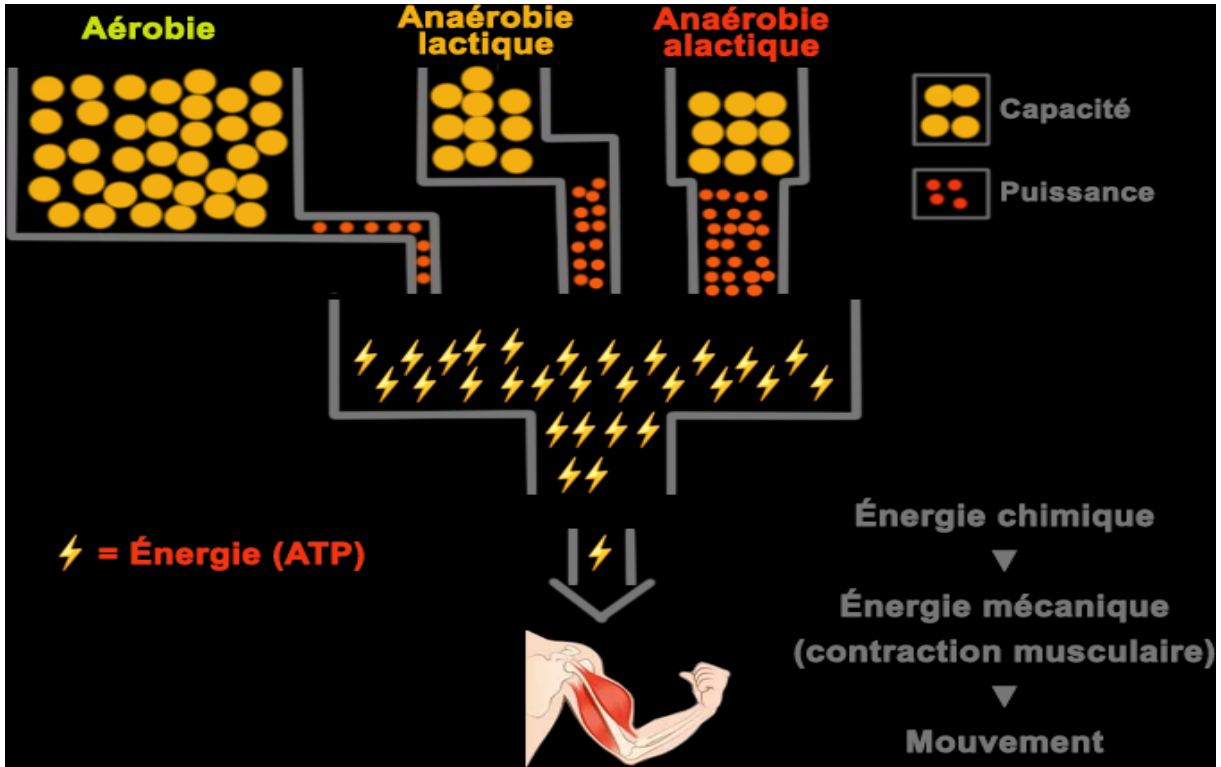 Aérobie
Anaérobie
lactique
Anaérobie
alactique
Capacité
Puissance
= Énergie (ATP)
Énergie chimique
Énergie mécanique
(contraction musculaire)
Mouvement